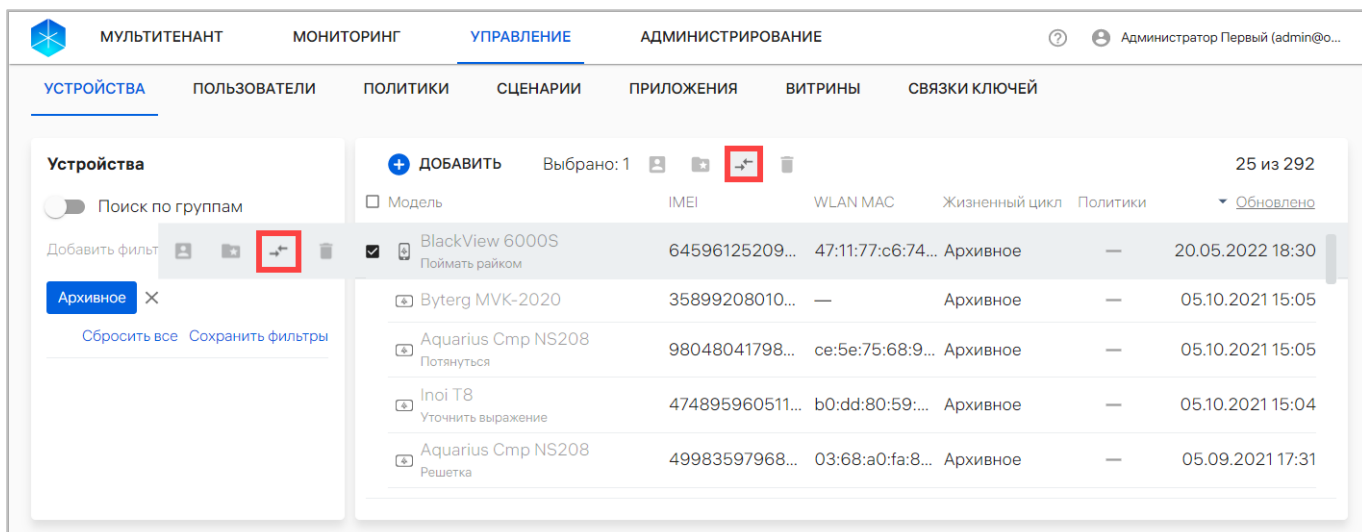 МУЛЬТИТЕНАНТ МОНИТОРИНГ УПРАВЛЕНИЕ АДМИНИСТРИРОВАНИЕ Администратор Первый (admin@o...
УСТРОЙСТВА ПОЛЬЗОВАТЕЛИ ПОЛИТИКИ СЦЕНАРИИ ПРИЛОЖЕНИЯ ВИТРИНЫ СВЯЗКИ КЛЮЧЕЙ
Устройства
Поиск по группам
Добавить фильт
Архивное
Сбросить все Сохранить фильтры
ДОБАВИТЬ Выбрано: 1 25 из 292
Модель IMEI WLAN MAC Жизненный цикл Политики Обновлено
BlackView 6000S 64596125209... 47:11:77:c6:74... Архивное — 20.05.2022 18:30
Поймать райком
Byterg MVK-2020 35899208010... — Архивное — 05.10.2021 15:05
Aquarius Cmp NS208 98048041798... ce:5e:75:68:9... Архивное — 05.10.2021 15:05
Потянуться
Inoi T8 474895960511... b0:dd:80:59:... Архивное — 05.10.2021 15:04
Уточнить выражение
Aquarius Cmp NS208 49983597968... 03:68:a0:fa:8... Архивное — 05.09.2021 17:31
Решетка